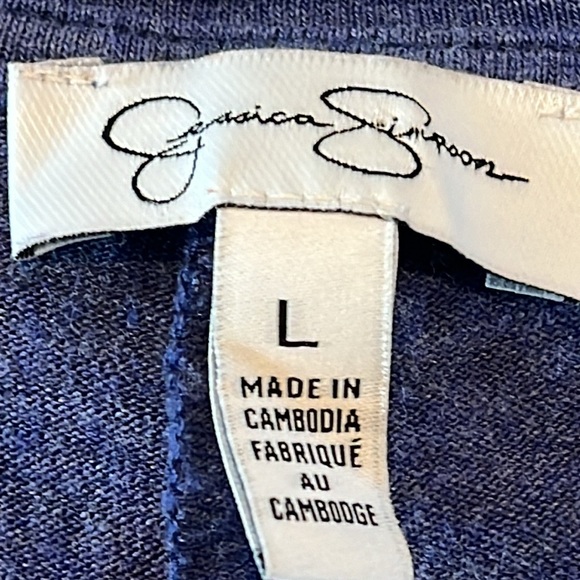 Jessica Simpson
L
MADE IN
CAMBODIA
FABRIQUÉ
AU
CAMBODGE